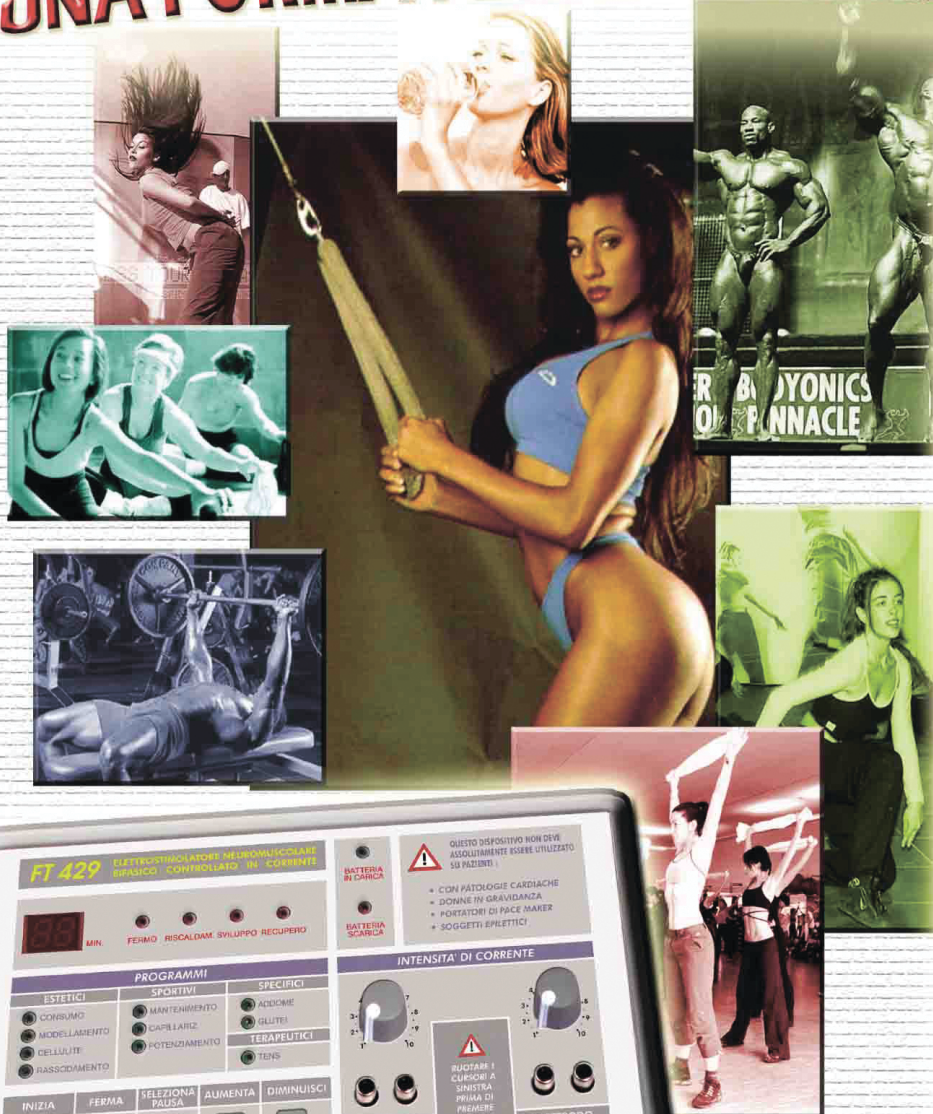 UNA FORMA
ER BODYONICS
PINNACLE
FT 429
ELETTROSTIMOLATORE NEUROMUSCOLARE
BIFASICO CONTROLLATO IN CORRENTE
88 MIN.
FERMO RISCALDAM. SVILUPPO RECUPERO
BATTERIA
IN CARICA
BATTERIA
SCARICA
QUESTO DISPOSITIVO NON DEVE
ASSOLUTAMENTE ESSERE UTILIZZATO
SU PAZIENTI :
• CON PATOLOGIE CARDIACHE
• DONNE IN GRAVIDANZA
• PORTATORI DI PACE MAKER
• SOGGETTI EPILETTICI
PROGRAMMI
ESTETICI
CONSUMO
MODELLAMENTO
CELLULITE
RASSODAMENTO
SPORTIVI
MANTENIMENTO
CAPILLARIZ.
POTENZIAMENTO
SPECIFICI
ADDOME
GLUTEI
TERAPEUTICI
TENS
INIZIA
FERMA
SELEZIONA
PAUSA
AUMENTA
DIMINUISCI
INTENSITA' DI CORRENTE
RUOTARE I
CURSORI A
SINISTRA
PRIMA DI
PREMERE